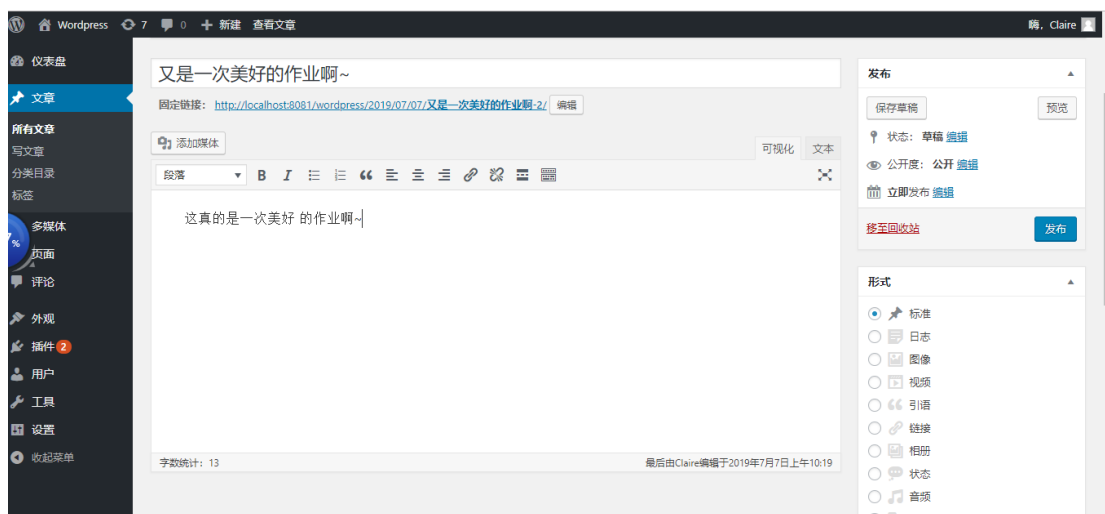 Wordpress 7 0 新建 查看文章 嗨，Claire
仪表盘
文章
所有文章
写文章
分类目录
标签
多媒体
%
页面
评论
外观
插件 2
用户
工具
设置
收起菜单
又是一次美好的作业啊~
固定链接： http://localhost:8081/wordpress/2019/07/07/又是一次美好的作业啊-2/ 编辑
添加媒体
可视化 文本
段落 B I
这真的是一次美好 的作业啊~
字数统计：13 最后由Claire编辑于2019年7月7日上午10:19
发布
保存草稿 预览
状态： 草稿 编辑
公开度： 公开 编辑
立即发布 编辑
移至回收站 发布
形式
标准
日志
图像
视频
引语
链接
相册
状态
音频